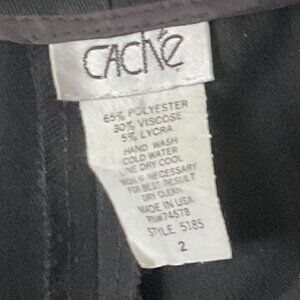 CAChé
65% POLYESTER
30% VISCOSE
5% LYCRA
HAND WASH
COLD WATER
LINE DRY COOL
IRON IF NECESSARY
FOR BEST RESULT
DRY CLEAN
MADE IN USA
RN#74578
STYLE 5185
2